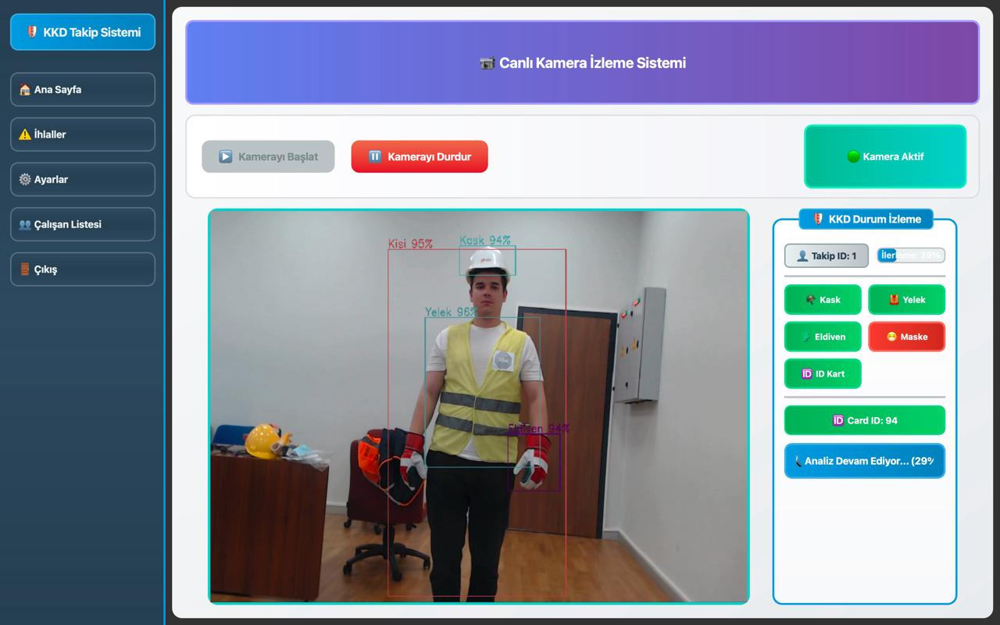 KKD Takip Sistemi
Ana Sayfa
İhlaller
Ayarlar
Çalışan Listesi
Çıkış
Canlı Kamera İzleme Sistemi
Kamerayı Başlat
Kamerayı Durdur
Kamera Aktif
Kisi 95%
Kask 94%
Yelek 96%
Eldiven 94%
KKD Durum İzleme
Takip ID: 1
İlerleme: 29%
Kask
Yelek
Eldiven
Maske
ID ID Kart
ID Card ID: 94
Analiz Devam Ediyor... (29%